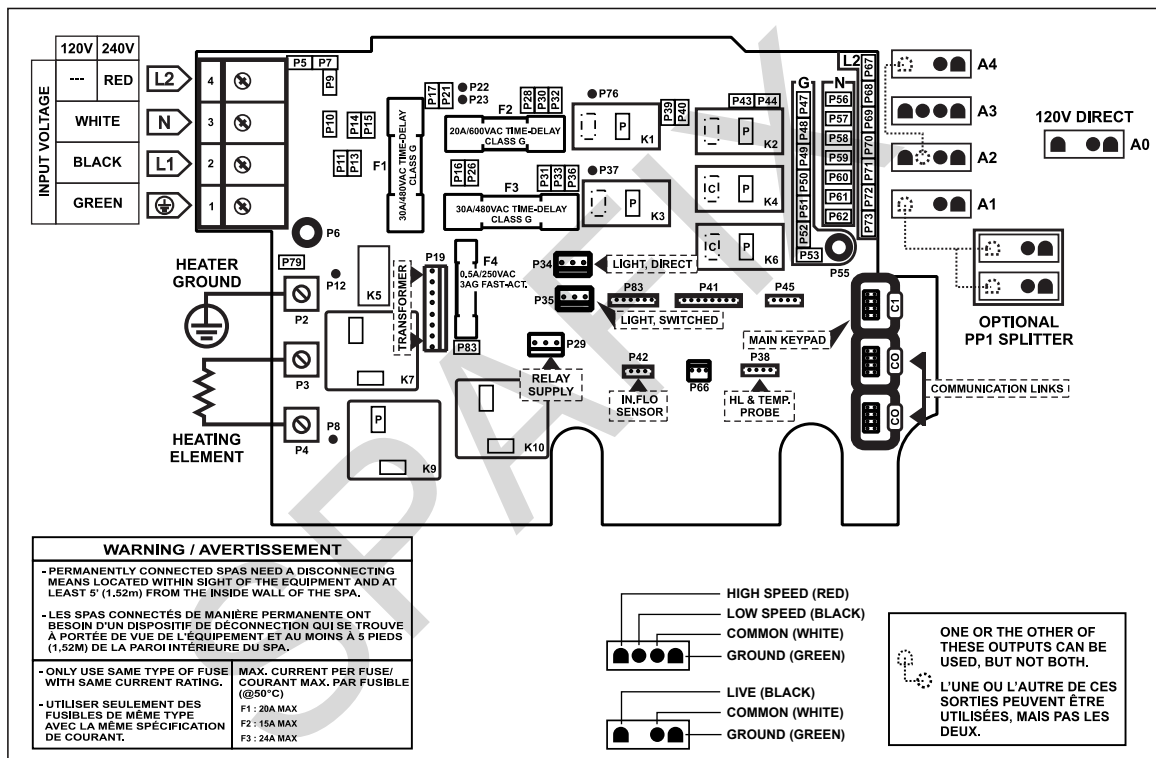 120V 240V
INPUT VOLTAGE
--- RED L2 4
WHITE N 3
BLACK L1 2
GREEN 1
P5 P7
P9
P10
P14
P15
P11
P13
P17
P21
P22
P23
F1
30A/480VAC TIME-DELAY
CLASS G
F2
20A/600VAC TIME-DELAY
CLASS G
P28
P30
P32
P16
P26
F3
30A/480VAC TIME-DELAY
CLASS G
P31
P33
P36
P76
P K1
P39
P40
P43 P44
P K2
P37
P K3
C P K4
C P K6
G N L2
P47
P48
P49
P50
P51
P52
P53
P56
P57
P58
P59
P60
P61
P62
P55
P67
P68
P69
P70
P71
P72
P73
A4
A3
A2
A1
120V DIRECT
A0
OPTIONAL
PP1 SPLITTER
P6
P79
P12
K5
HEATER
GROUND
P2
P3
P4
P8
HEATING
ELEMENT
K7
P K9
K10
TRANSFORMER
P19
F4
0,5A/250VAC
3AG FAST-ACT.
P83
P34
LIGHT, DIRECT
P35
LIGHT, SWITCHED
P83
P41
P45
P29
RELAY
SUPPLY
P42
IN.FLO
SENSOR
P66
P38
HL & TEMP.
PROBE
MAIN KEYPAD
C1
CO
CO
COMMUNICATION LINKS
WARNING / AVERTISSEMENT
- PERMANENTLY CONNECTED SPAS NEED A DISCONNECTING
MEANS LOCATED WITHIN SIGHT OF THE EQUIPMENT AND AT
LEAST 5' (1.52m) FROM THE INSIDE WALL OF THE SPA.
- LES SPAS CONNECTÉS DE MANIÈRE PERMANENTE ONT
BESOIN D'UN DISPOSITIF DE DÉCONNECTION QUI SE TROUVE
À PORTÉE DE VUE DE L'ÉQUIPEMENT ET AU MOINS À 5 PIEDS
(1,52M) DE LA PAROI INTÉRIEURE DU SPA.
- ONLY USE SAME TYPE OF FUSE
WITH SAME CURRENT RATING.
- UTILISER SEULEMENT DES
FUSIBLES DE MÊME TYPE
AVEC LA MÊME SPÉCIFICATION
DE COURANT.
MAX. CURRENT PER FUSE/
COURANT MAX. PAR FUSIBLE
(@50°C)
F1 : 20A MAX
F2 : 15A MAX
F3 : 24A MAX
HIGH SPEED (RED)
LOW SPEED (BLACK)
COMMON (WHITE)
GROUND (GREEN)
LIVE (BLACK)
COMMON (WHITE)
GROUND (GREEN)
ONE OR THE OTHER OF
THESE OUTPUTS CAN BE
USED, BUT NOT BOTH.
L'UNE OU L'AUTRE DE CES
SORTIES PEUVENT ÊTRE
UTILISÉES, MAIS PAS LES
DEUX.
SPAFIX